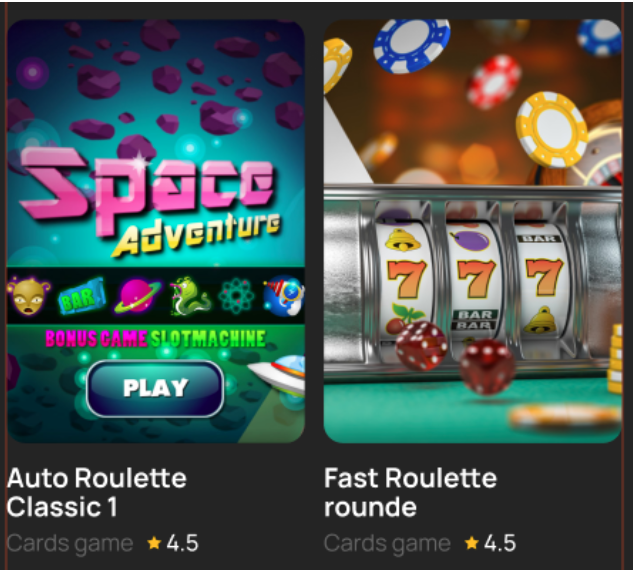 Space
Adventure
BAR
BONUS GAME SLOTMACHINE
PLAY
BAR
7 7 7
BAR
BAR
Auto Roulette
Classic 1
Cards game ★ 4.5
Fast Roulette
rounde
Cards game ★ 4.5